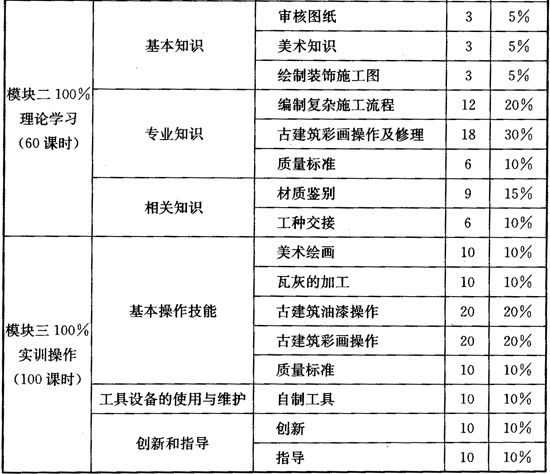 模块二 100%
理论学习
（60 课时）
基本知识
审核图纸 3 5%
美术知识 3 5%
绘制装饰施工图 3 5%
专业知识
编制复杂施工流程 12 20%
古建筑彩画操作及修理 18 30%
质量标准 6 10%
相关知识
材质鉴别 9 15%
工种交接 6 10%
模块三 100%
实训操作
（100 课时）
基本操作技能
美术绘画 10 10%
瓦灰的加工 10 10%
古建筑油漆操作 20 20%
古建筑彩画操作 20 20%
质量标准 10 10%
工具设备的使用与维护
自制工具 10 10%
创新和指导
创新 10 10%
指导 10 10%